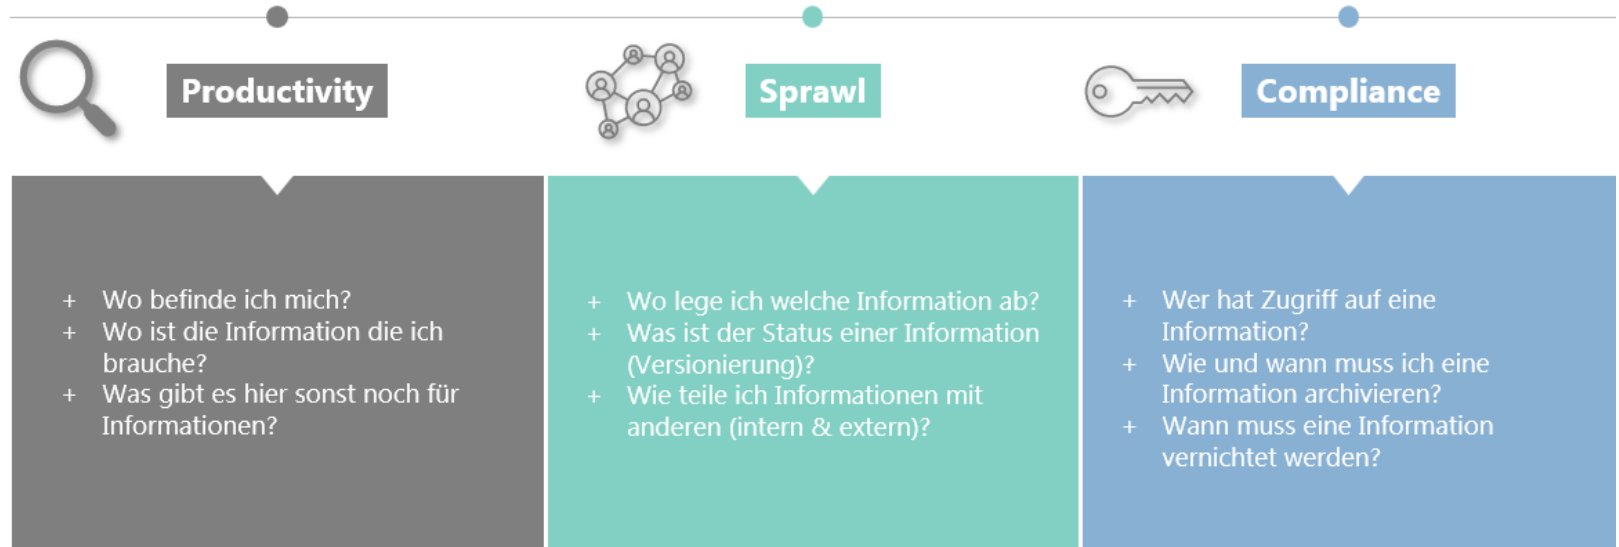 Productivity
Sprawl
Compliance
+ Wo befinde ich mich?
+ Wo ist die Information die ich
brauche?
+ Was gibt es hier sonst noch für
Informationen?
+ Wo lege ich welche Information ab?
+ Was ist der Status einer Information
(Versionierung)?
+ Wie teile ich Informationen mit
anderen (intern & extern)?
+ Wer hat Zugriff auf eine
Information?
+ Wie und wann muss ich eine
Information archivieren?
+ Wann muss eine Information
vernichtet werden?